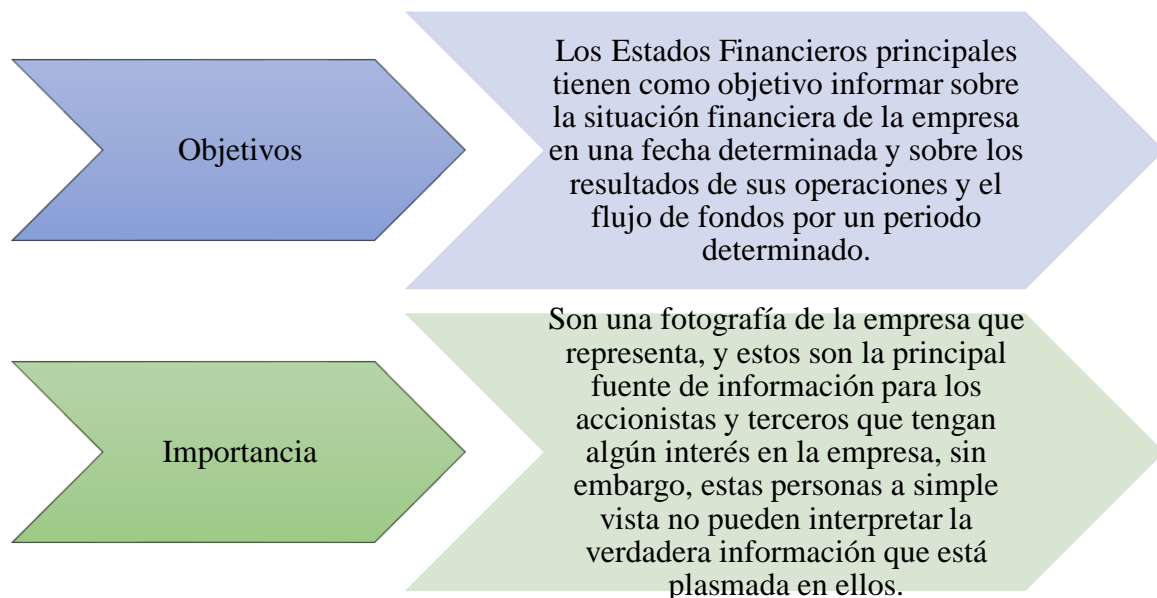 Objetivos
Los Estados Financieros principales
tienen como objetivo informar sobre
la situación financiera de la empresa
en una fecha determinada y sobre los
resultados de sus operaciones y el
flujo de fondos por un periodo
determinado.
Importancia
Son una fotografía de la empresa que
representa, y estos son la principal
fuente de información para los
accionistas y terceros que tengan
algún interés en la empresa, sin
embargo, estas personas a simple
vista no pueden interpretar la
verdadera información que está
plasmada en ellos.